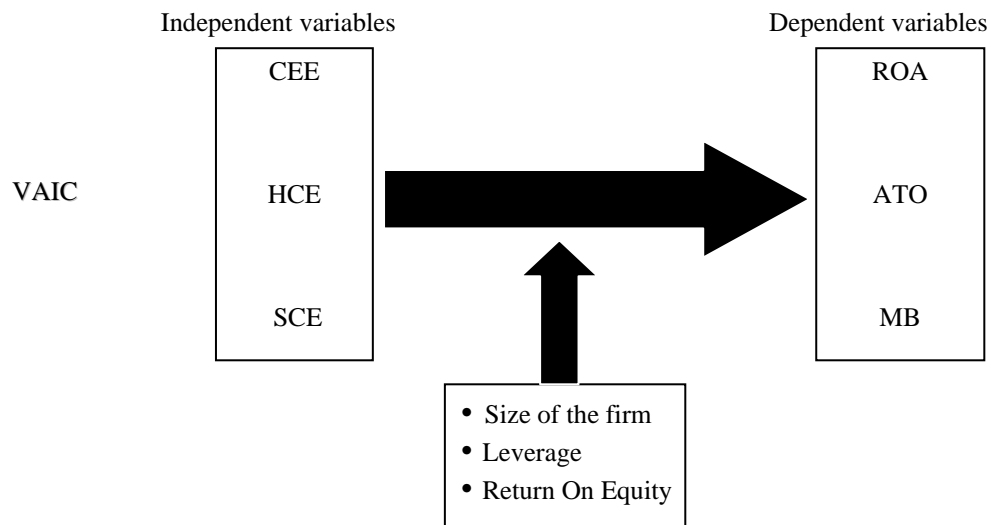 Independent variables
Dependent variables
CEE
ROA
VAIC
HCE
ATO
SCE
MB
• Size of the firm
• Leverage
• Return On Equity